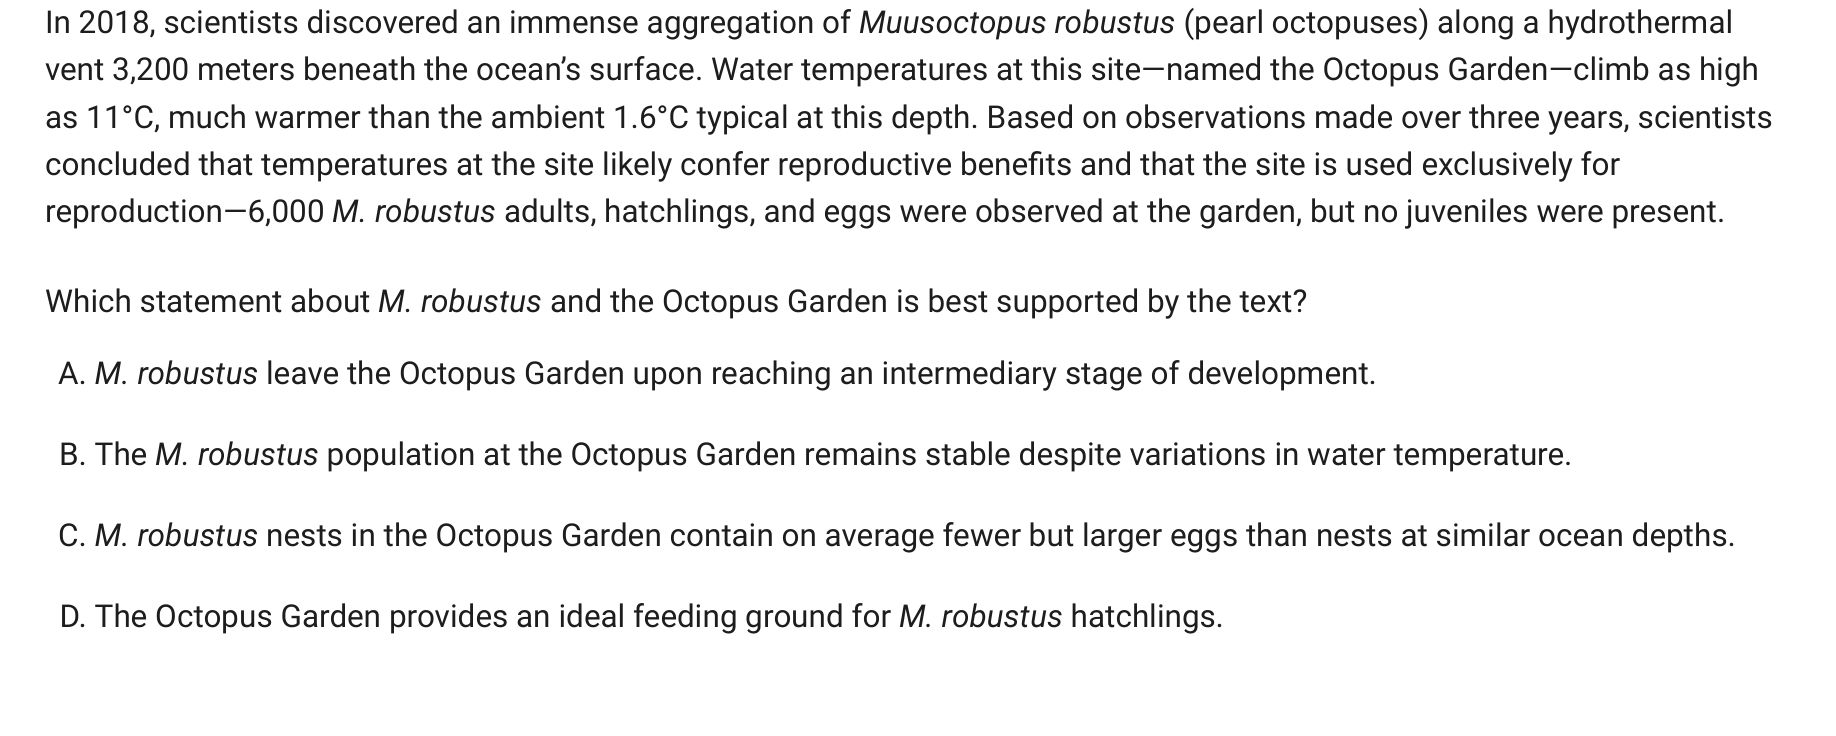 In 2018, scientists discovered an immense aggregation of Muusoctopus robustus (pearl octopuses) along a hydrothermal
vent 3,200 meters beneath the ocean’s surface. Water temperatures at this site—named the Octopus Garden—climb as high
as 11°C, much warmer than the ambient 1.6°C typical at this depth. Based on observations made over three years, scientists
concluded that temperatures at the site likely confer reproductive benefits and that the site is used exclusively for
reproduction—6,000 M. robustus adults, hatchlings, and eggs were observed at the garden, but no juveniles were present.
Which statement about M. robustus and the Octopus Garden is best supported by the text?
A. M. robustus leave the Octopus Garden upon reaching an intermediary stage of development.
B. The M. robustus population at the Octopus Garden remains stable despite variations in water temperature.
C. M. robustus nests in the Octopus Garden contain on average fewer but larger eggs than nests at similar ocean depths.
D. The Octopus Garden provides an ideal feeding ground for M. robustus hatchlings.